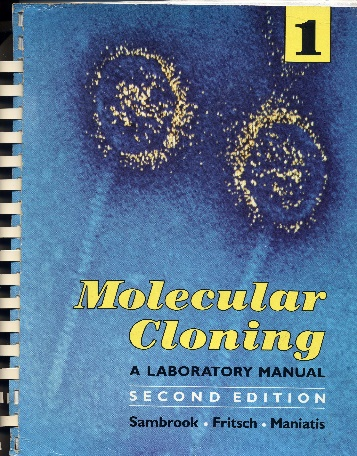 1
Molecular
Cloning
A LABORATORY MANUAL
SECOND EDITION
Sambrook • Fritsch • Maniatis